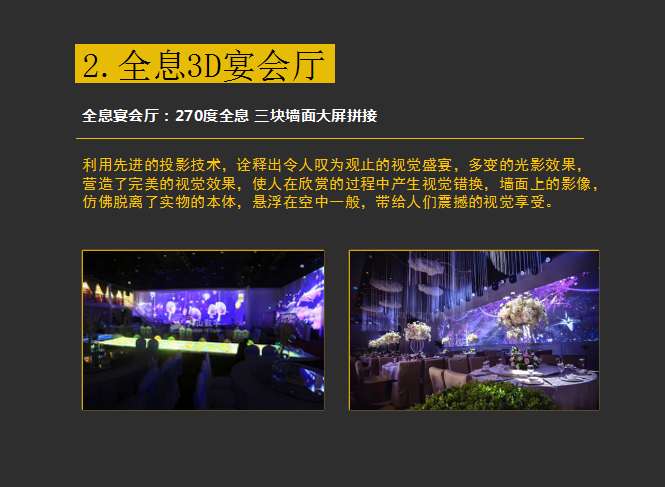 2.全息3D宴会厅
全息宴会厅：270度全息 三块墙面大屏拼接
利用先进的投影技术，诠释出令人叹为观止的视觉盛宴，多变的光影效果，
营造了完美的视觉效果，使人在欣赏的过程中产生视觉错换，墙面上的影像，
仿佛脱离了实物的本体，悬浮在空中一般，带给人们震撼的视觉享受。